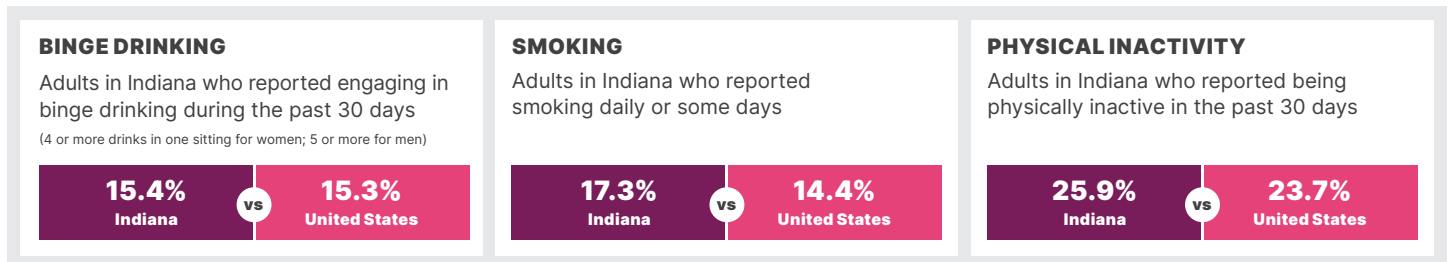 BINGE DRINKING
Adults in Indiana who reported engaging in
binge drinking during the past 30 days
(4 or more drinks in one sitting for women; 5 or more for men)
15.4%
Indiana
vs
15.3%
United States
SMOKING
Adults in Indiana who reported
smoking daily or some days
17.3%
Indiana
vs
14.4%
United States
PHYSICAL INACTIVITY
Adults in Indiana who reported being
physically inactive in the past 30 days
25.9%
Indiana
vs
23.7%
United States